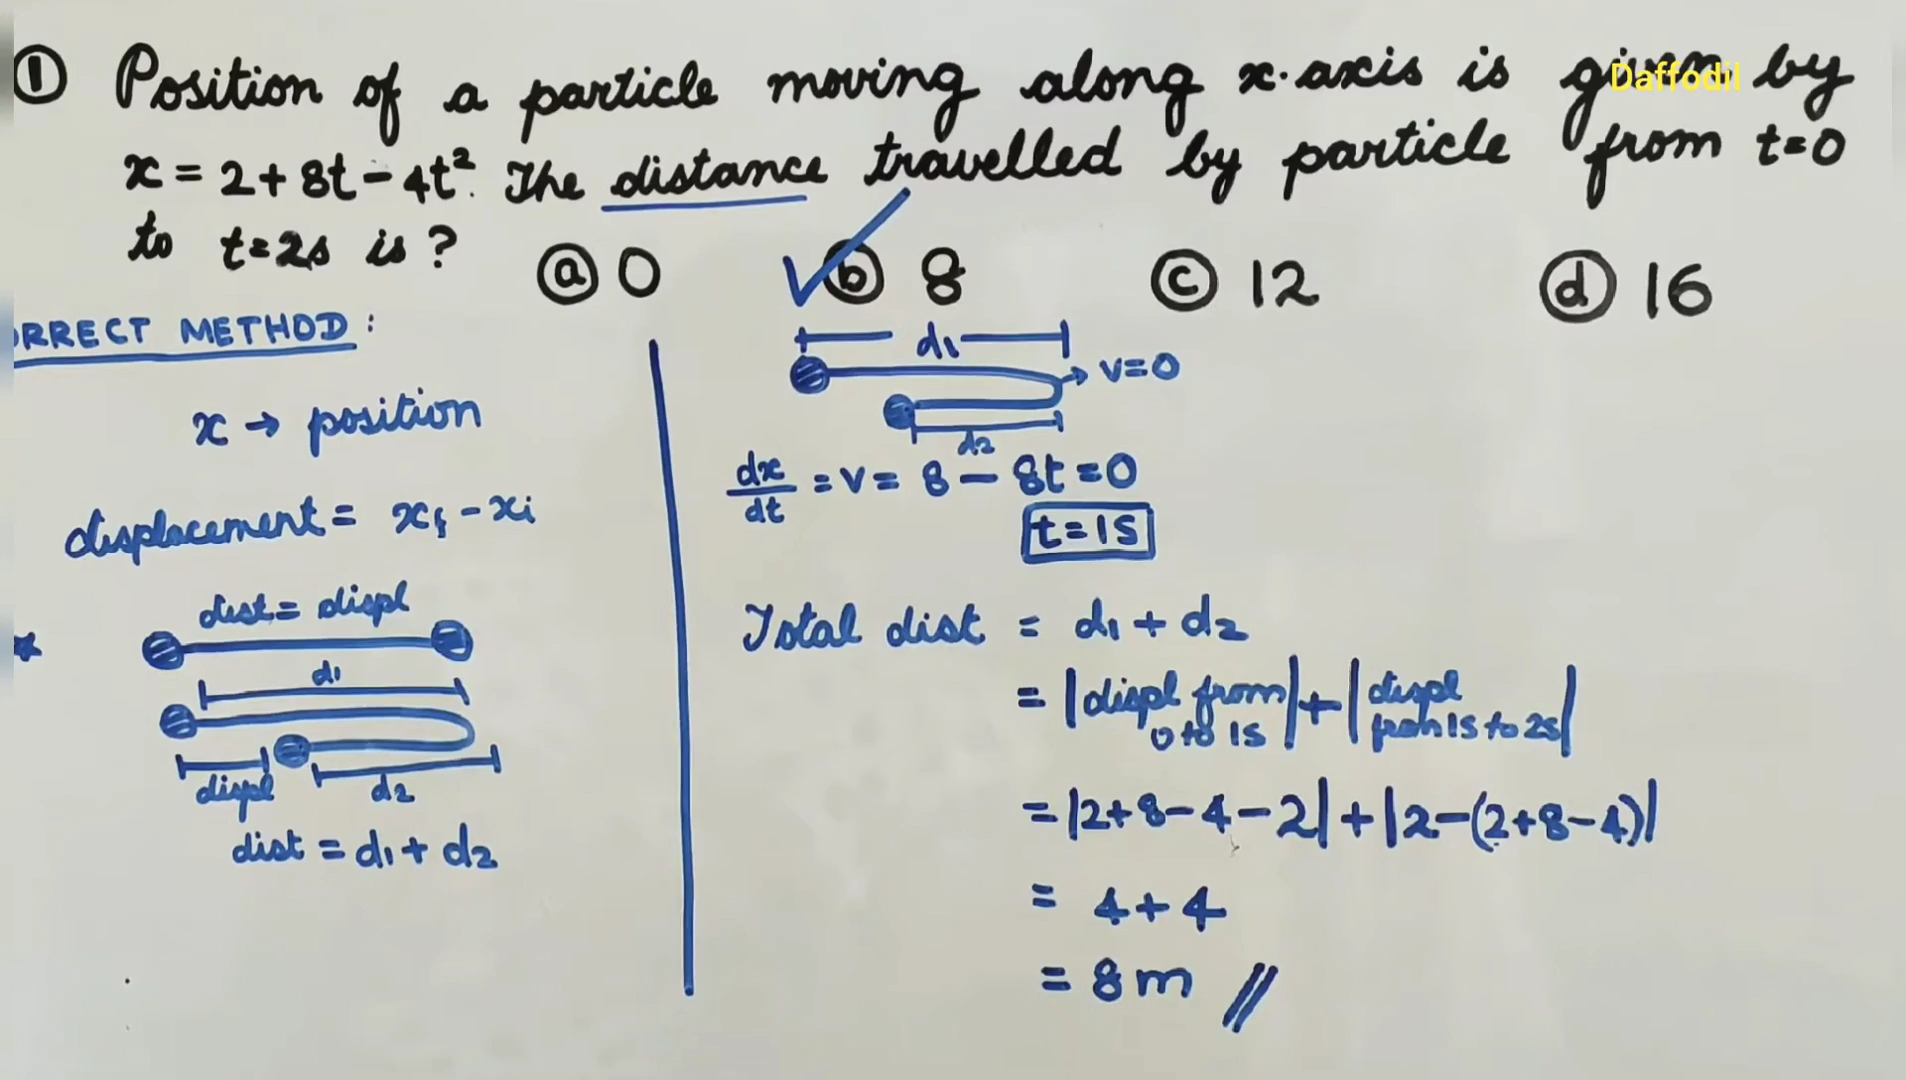 ① Position of a particle moving along x-axis is given by
Daffodil
x = 2 + 8t - 4t². The distance travelled by particle from t=0
to t=2s is ?
ⓐ 0 ⓑ 8 ⓒ 12 ⓓ 16
ORRECT METHOD :
x → position
displacement = xf - xi
dist = displ
d1
displ
d2
dist = d1 + d2
d1
v=0
d2
dx/dt = v = 8 - 8t = 0
t = 1s
Total dist = d1 + d2
= |displ from 0 to 1s| + |displ from 1s to 2s|
= |2+8-4-2| + |2-(2+8-4)|
= 4 + 4
= 8 m //